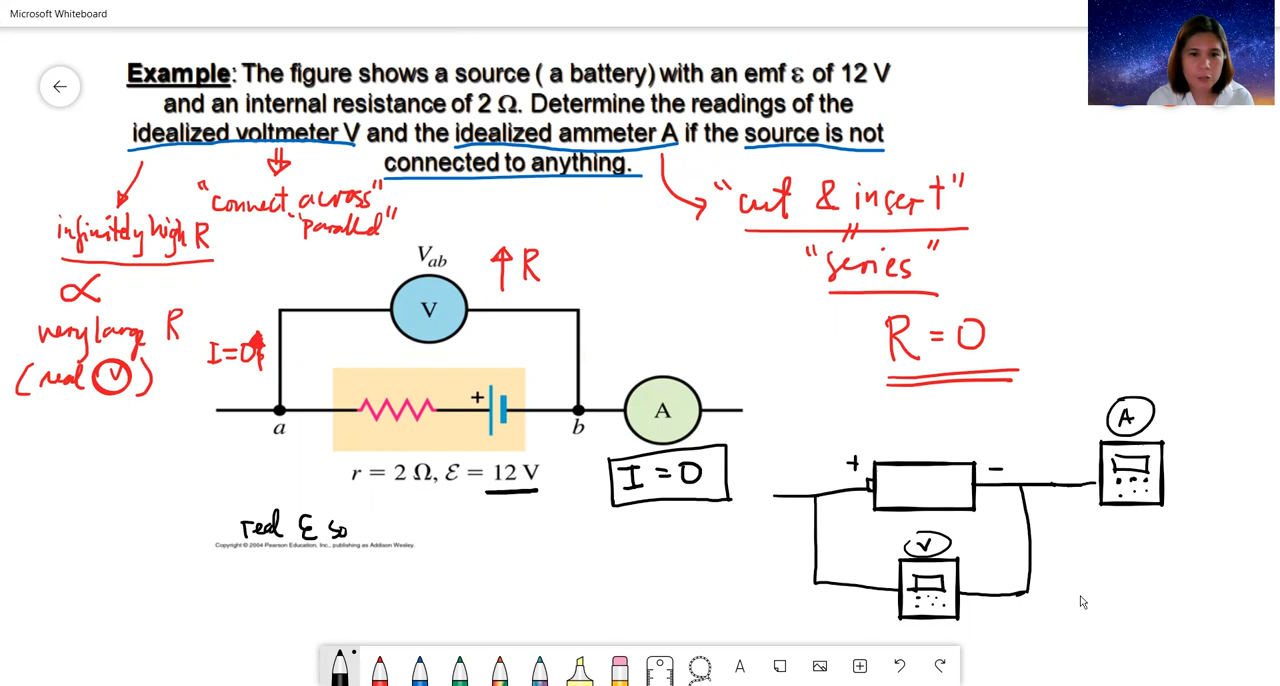 Microsoft Whiteboard
Example: The figure shows a source ( a battery) with an emf ε of 12 V
and an internal resistance of 2 Ω. Determine the readings of the
idealized voltmeter V and the idealized ammeter A if the source is not
connected to anything.
"connect across"
"parallel"
infinitely high R
∝
very large R
(real V)
"cut & insert"
"series"
R = 0
V_ab
↑ R
V
I=0
+
A
a
b
r = 2 Ω, ℰ = 12 V
I = 0
real ℰ so
Copyright © 2004 Pearson Education, Inc., publishing as Addison Wesley.
A
+ −
V
A